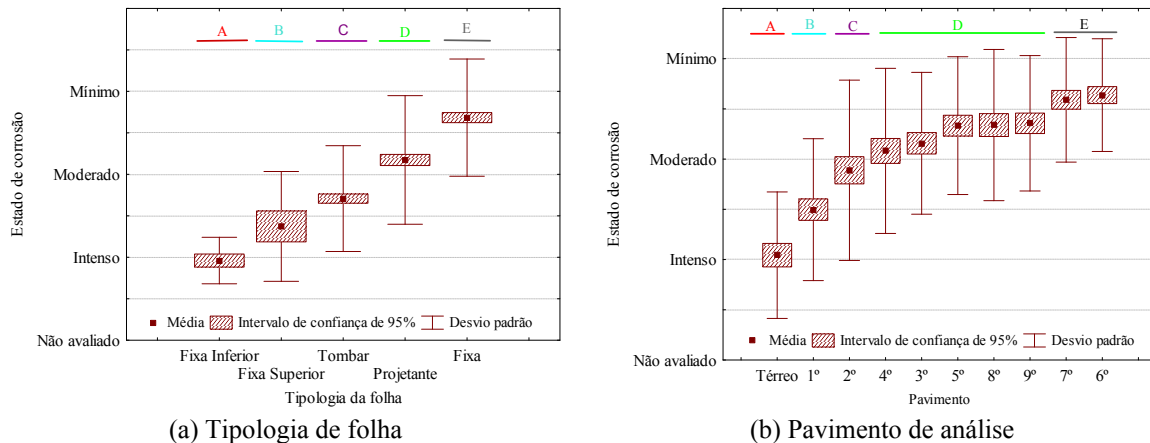 A B C D E
Estado de corrosão
Mínimo
Moderado
Intenso
Não avaliado
Média Intervalo de confiança de 95% Desvio padrão
Fixa Inferior Tombar Fixa
Fixa Superior Projetante
Tipologia da folha
(a) Tipologia de folha
A B C D E
Estado de corrosão
Mínimo
Moderado
Intenso
Não avaliado
Média Intervalo de confiança de 95% Desvio padrão
Térreo 1º 2º 4º 3º 5º 8º 9º 7º 6º
Pavimento
(b) Pavimento de análise